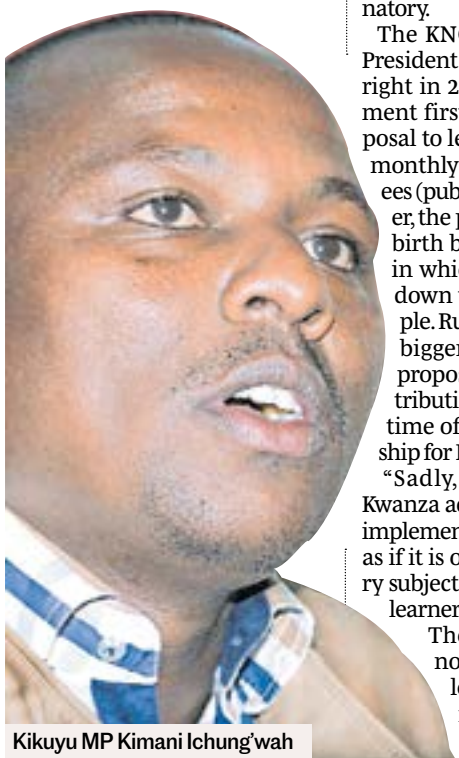 natory.
The KN
President
right in 2
ment first
posal to le
monthly
ees (pub
er, the p
birth b
in whic
down
ple. Ru
bigger
propos
tributi
time of
ship for
“Sadly,
Kwanza ac
implemen
as if it is o
ry subject
learner
The
no
le
Kikuyu MP Kimani Ichung’wah